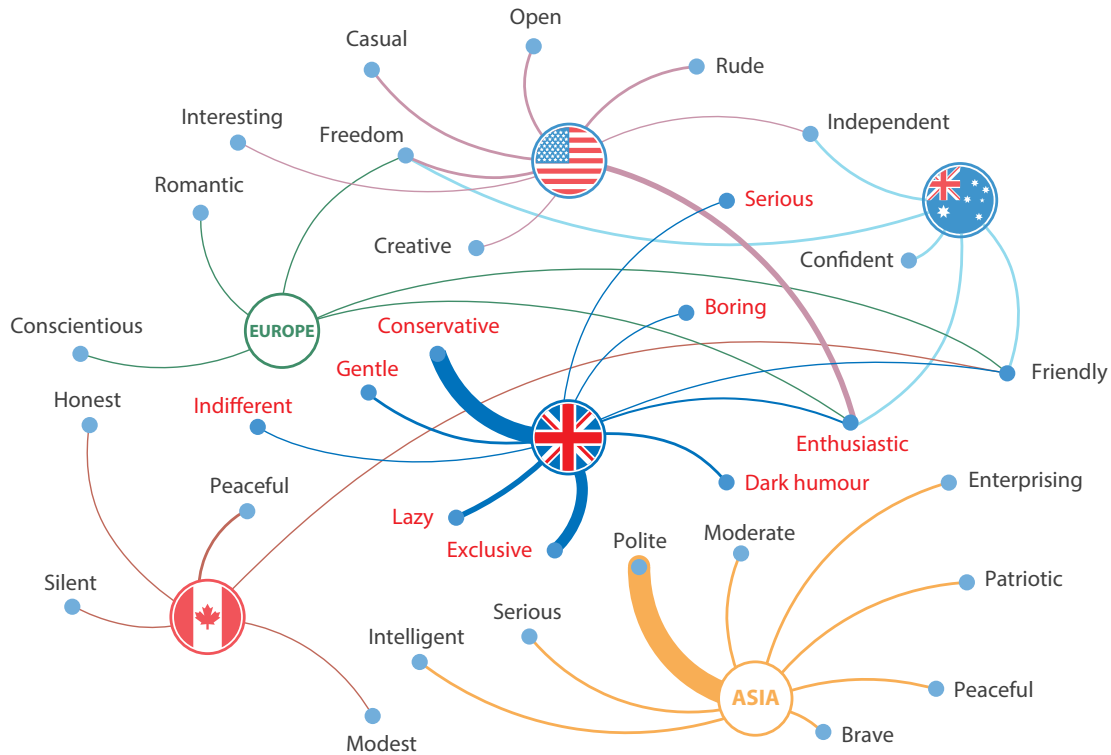 Open
Casual
Rude
Interesting
Freedom
Independent
Romantic
Serious
Creative
Confident
Boring
Conscientious
EUROPE
Conservative
Gentle
Friendly
Honest
Indifferent
Enthusiastic
Peaceful
Dark humour
Enterprising
Lazy
Exclusive
Polite
Moderate
Silent
Patriotic
Serious
Intelligent
ASIA
Peaceful
Modest
Brave